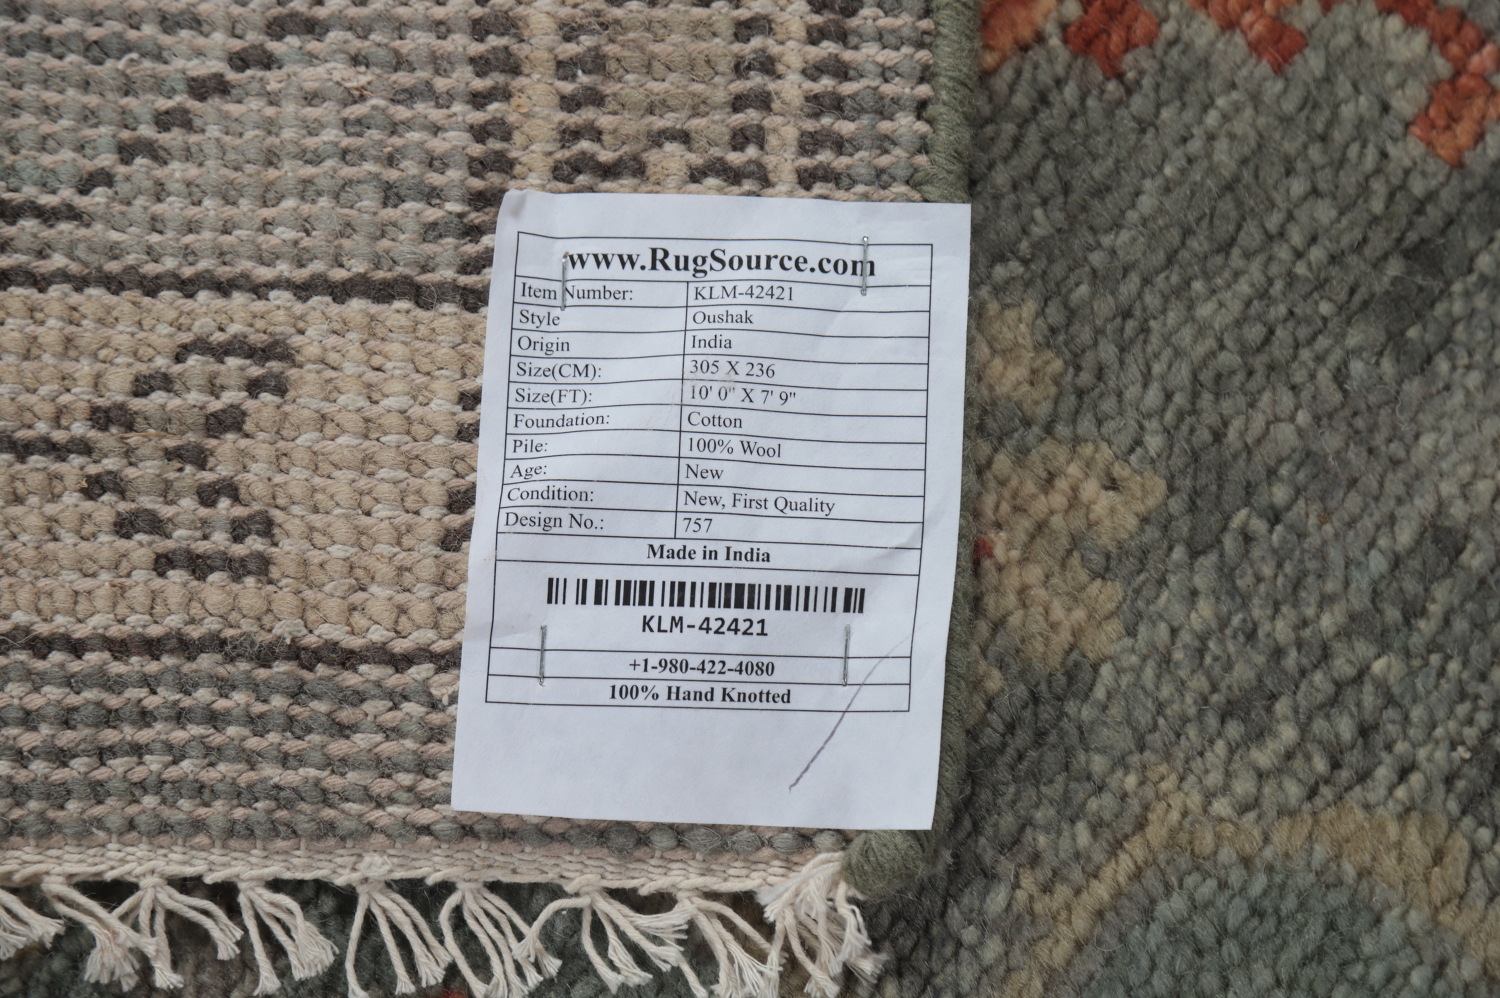 www.RugSource.com
Item Number: KLM-42421
Style Oushak
Origin India
Size(CM): 305 X 236
Size(FT): 10' 0" X 7' 9"
Foundation: Cotton
Pile: 100% Wool
Age: New
Condition: New, First Quality
Design No.: 757
Made in India
KLM-42421
+1-980-422-4080
100% Hand Knotted